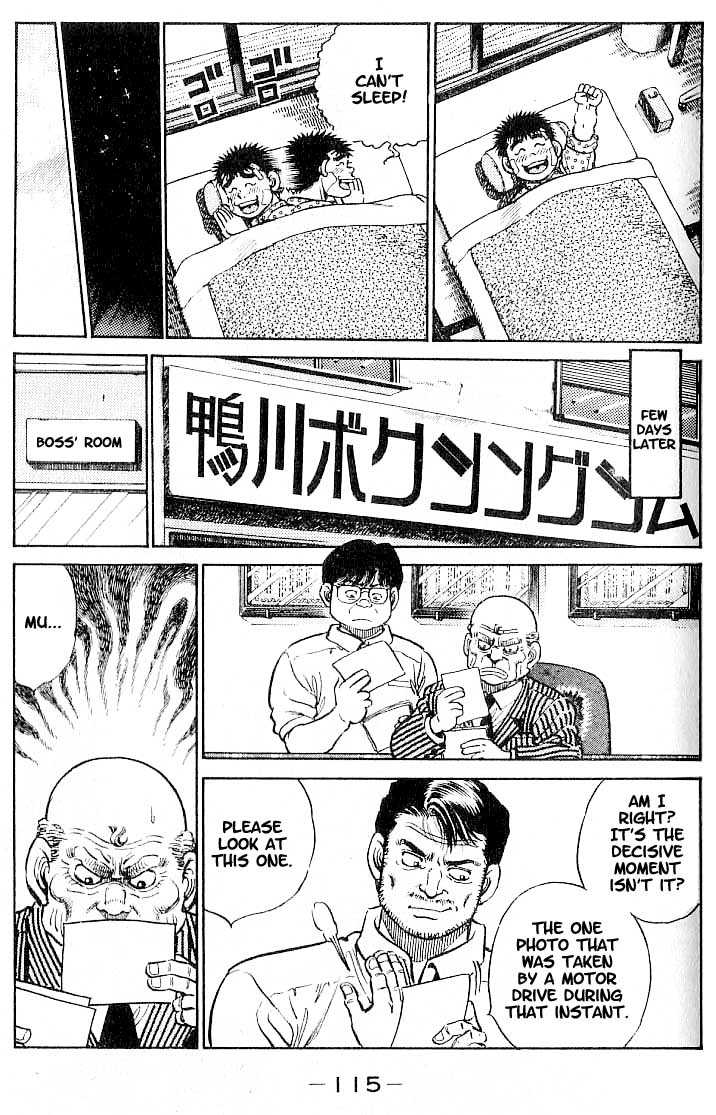 I
CAN'T
SLEEP!
ゴロ
ゴロ
FEW
DAYS
LATER
鴨川ボクシングジム
BOSS' ROOM
MU...
AM I
RIGHT?
IT'S THE
DECISIVE
MOMENT
ISN'T IT?
THE ONE
PHOTO THAT
WAS TAKEN
BY A MOTOR
DRIVE DURING
THAT INSTANT.
PLEASE
LOOK AT
THIS ONE.
–115–